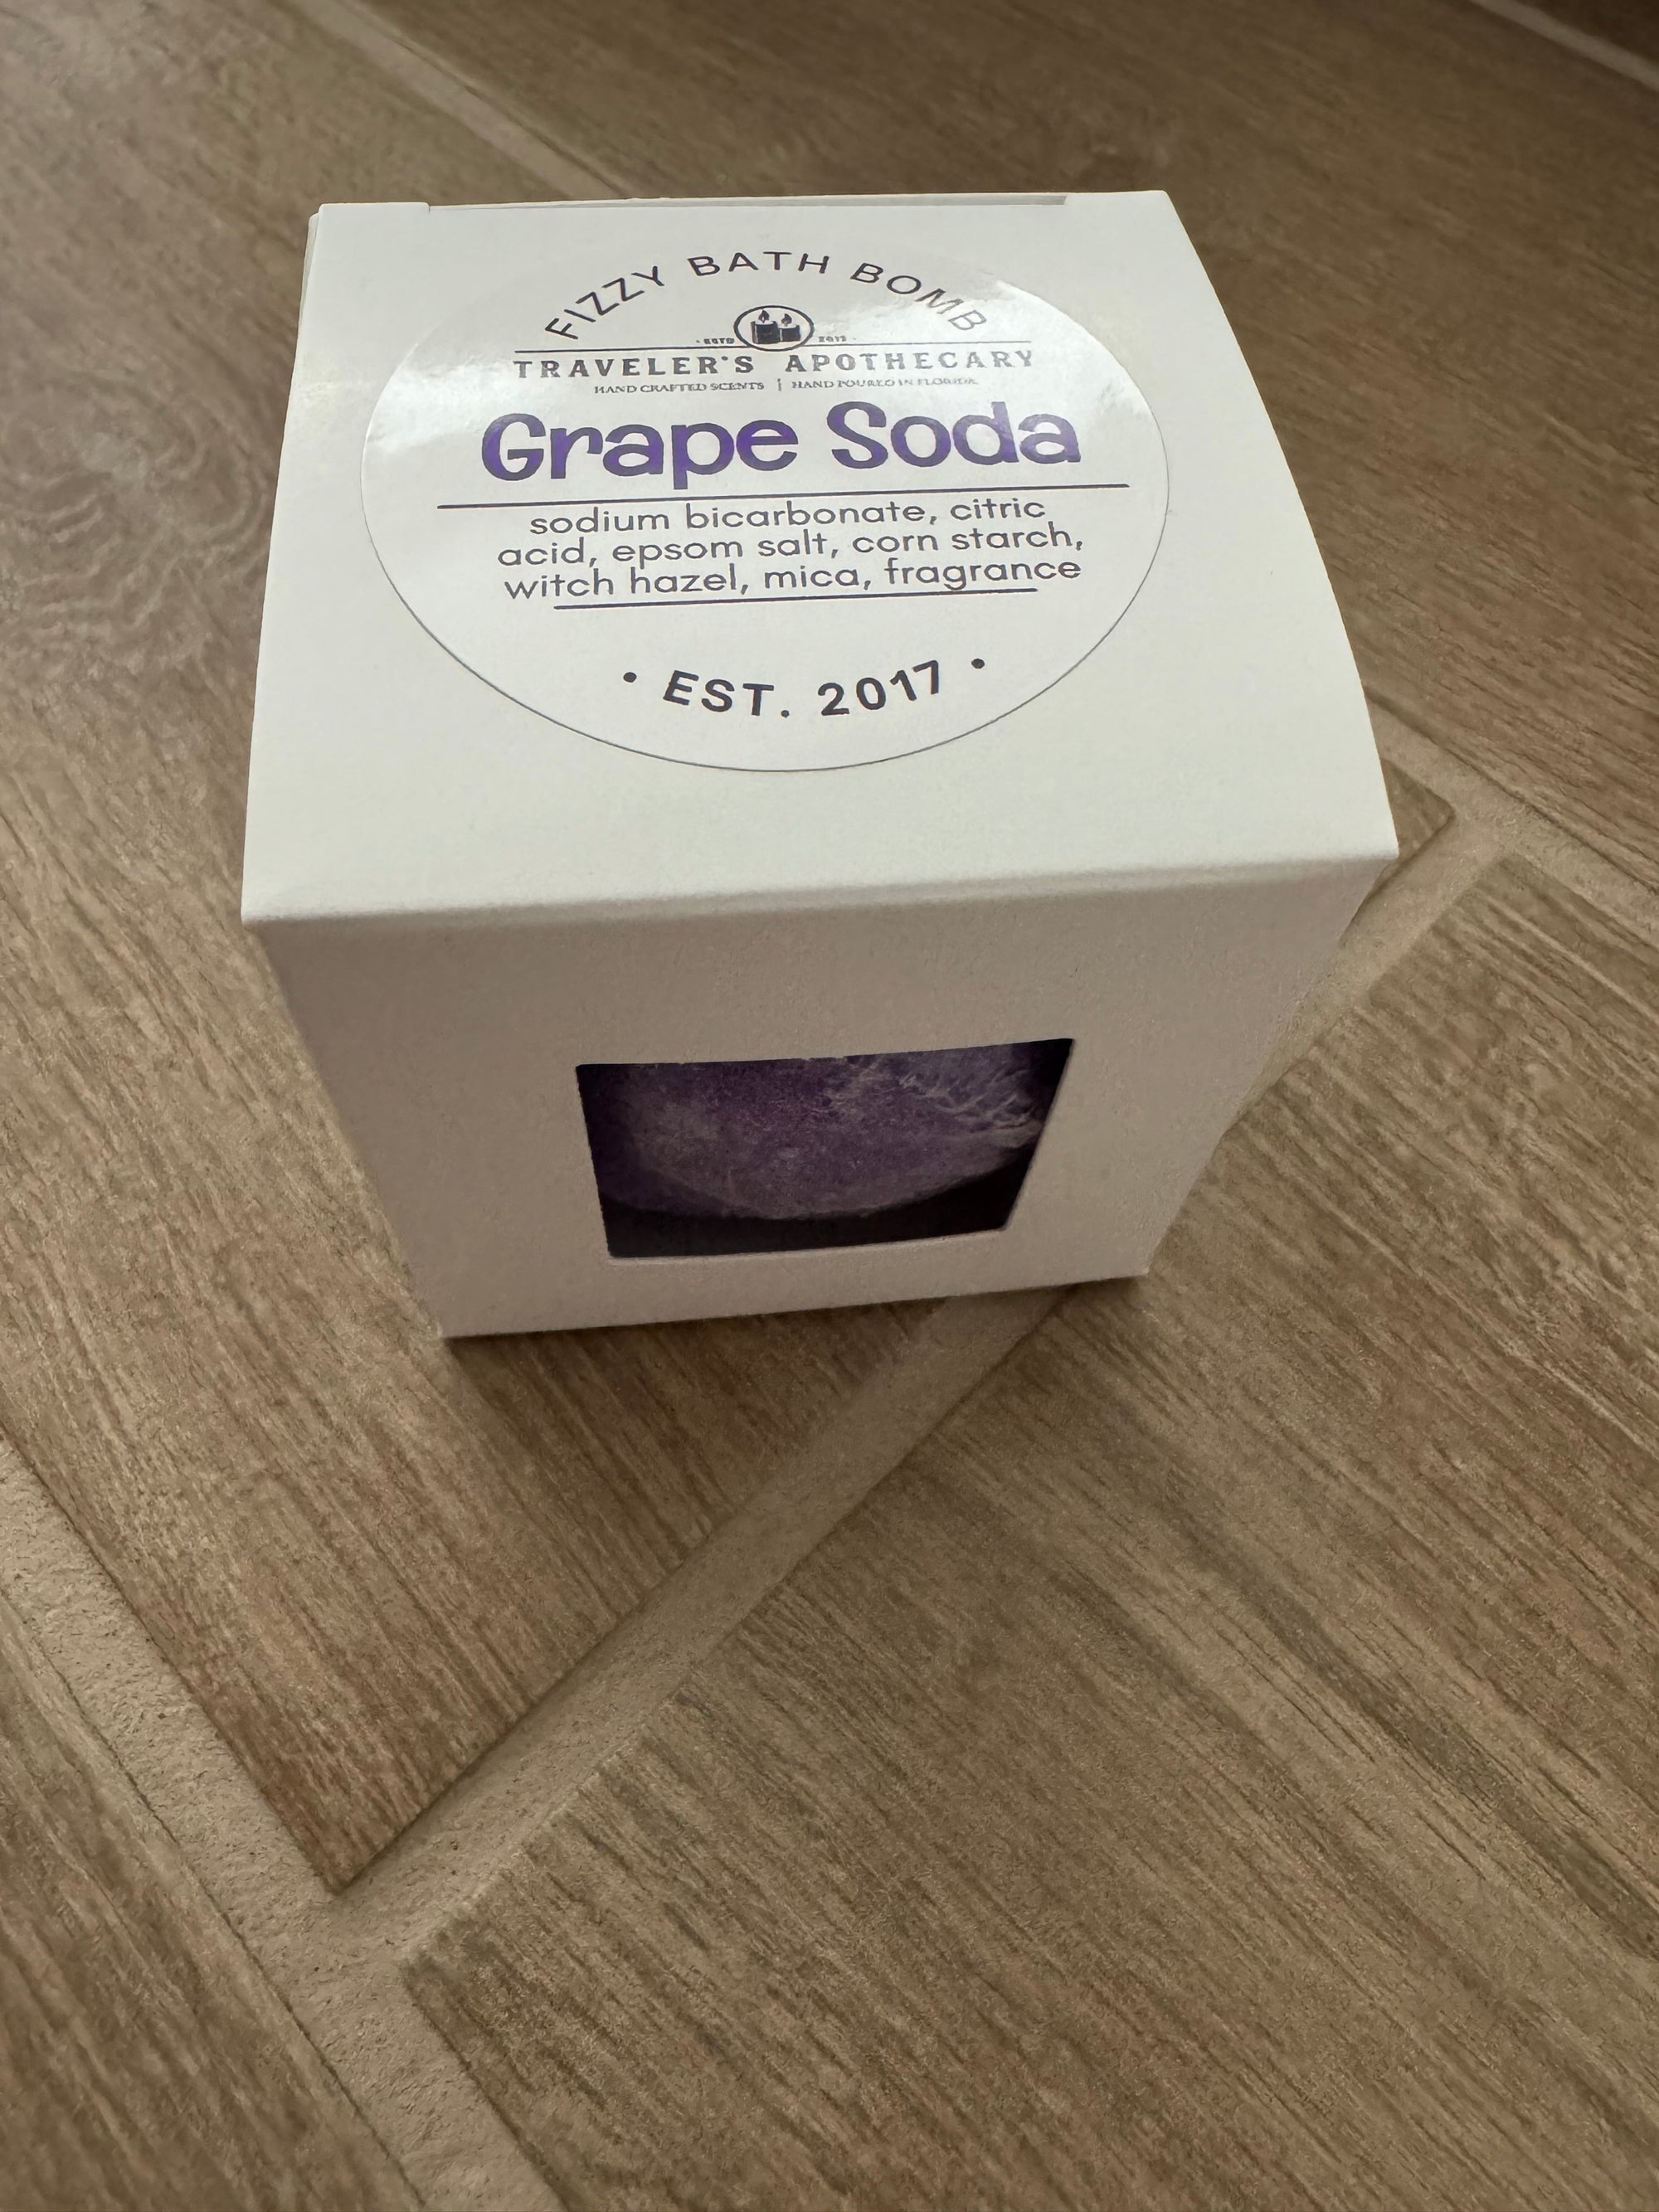 FIZZY BATH BOMB
· ESTD 2017 ·
TRAVELER'S APOTHECARY
HAND CRAFTED SCENTS | HAND POURED IN FLORIDA
Grape Soda
sodium bicarbonate, citric
acid, epsom salt, corn starch,
witch hazel, mica, fragrance
• EST. 2017 •